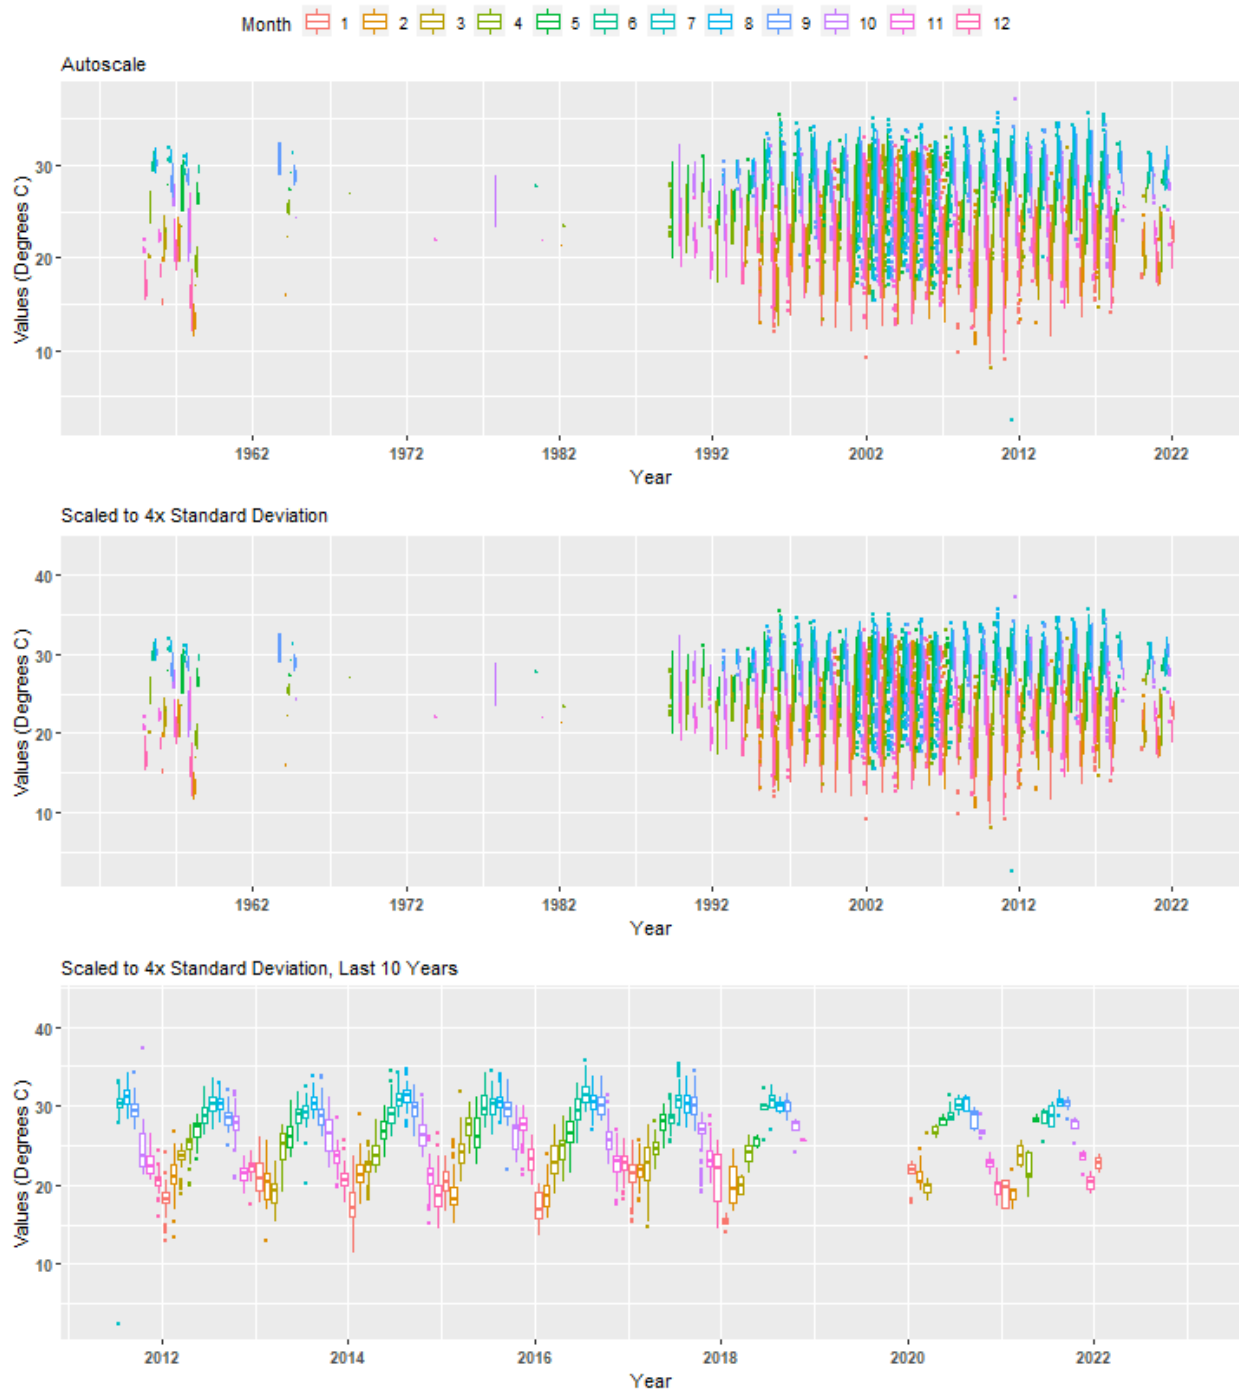 Month 1 2 3 4 5 6 7 8 9 10 11 12
Autoscale
Values (Degrees C)
30
20
10
1962 1972 1982 1992 2002 2012 2022
Year
Scaled to 4x Standard Deviation
Values (Degrees C)
40
30
20
10
1962 1972 1982 1992 2002 2012 2022
Year
Scaled to 4x Standard Deviation, Last 10 Years
Values (Degrees C)
40
30
20
10
2012 2014 2016 2018 2020 2022
Year